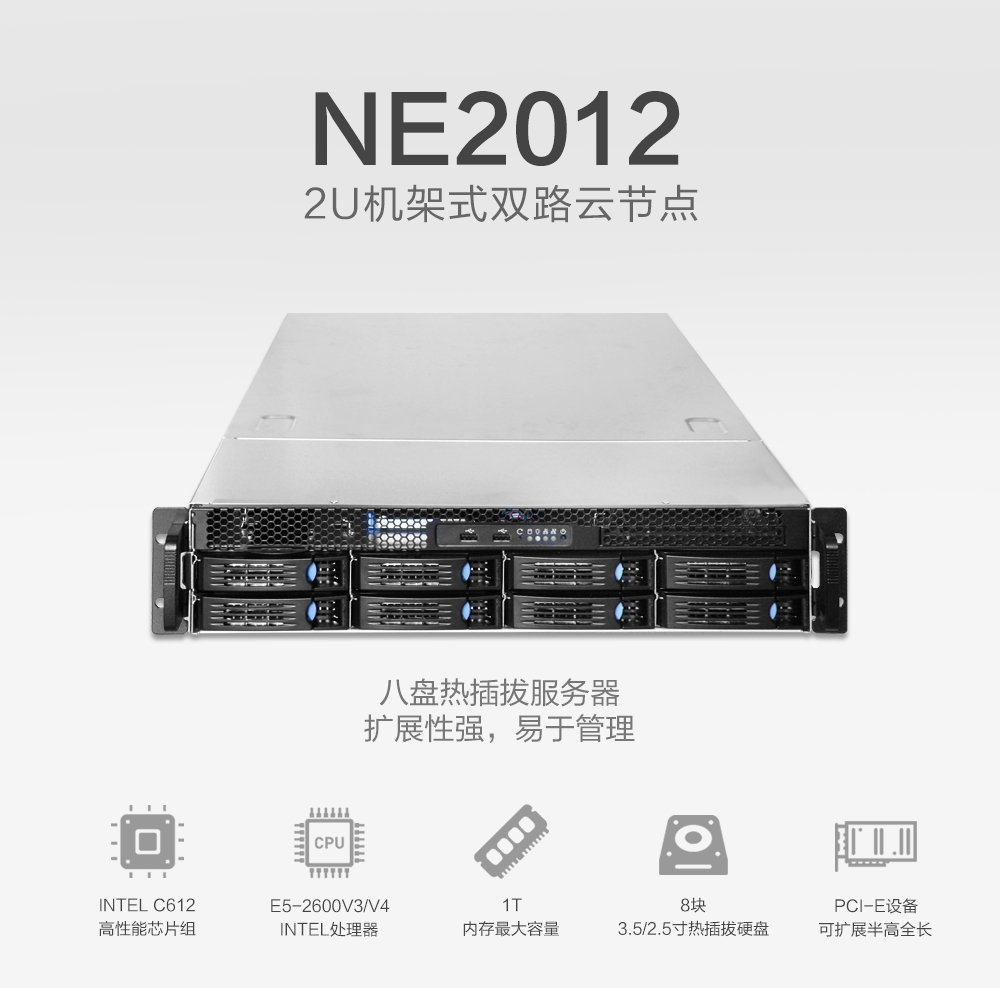 NE2012
2U机架式双路云节点
八盘热插拔服务器
扩展性强，易于管理
CPU
INTEL C612
高性能芯片组
E5-2600V3/V4
INTEL处理器
1T
内存最大容量
8块
3.5/2.5寸热插拔硬盘
PCI-E设备
可扩展半高全长